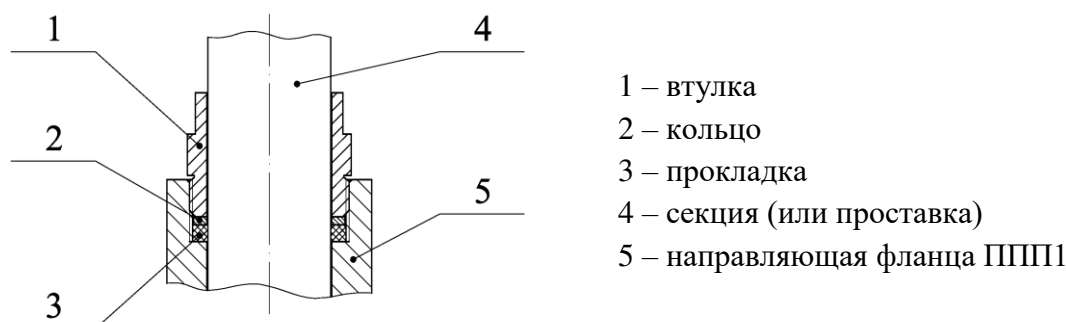 1
4
2
5
3
1 – втулка
2 – кольцо
3 – прокладка
4 – секция (или проставка)
5 – направляющая фланца ППП1